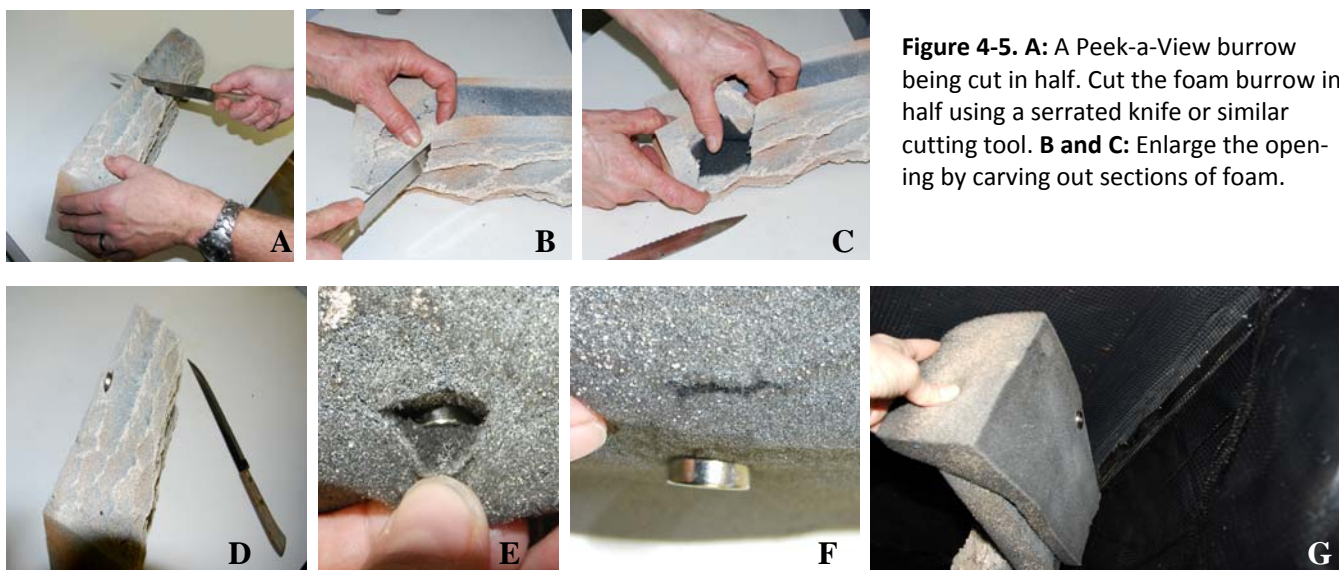 Figure 4-5. A: A Peek-a-View burrow
being cut in half. Cut the foam burrow in
half using a serrated knife or similar
cutting tool. B and C: Enlarge the open-
ing by carving out sections of foam.
A
B
C
D
E
F
G